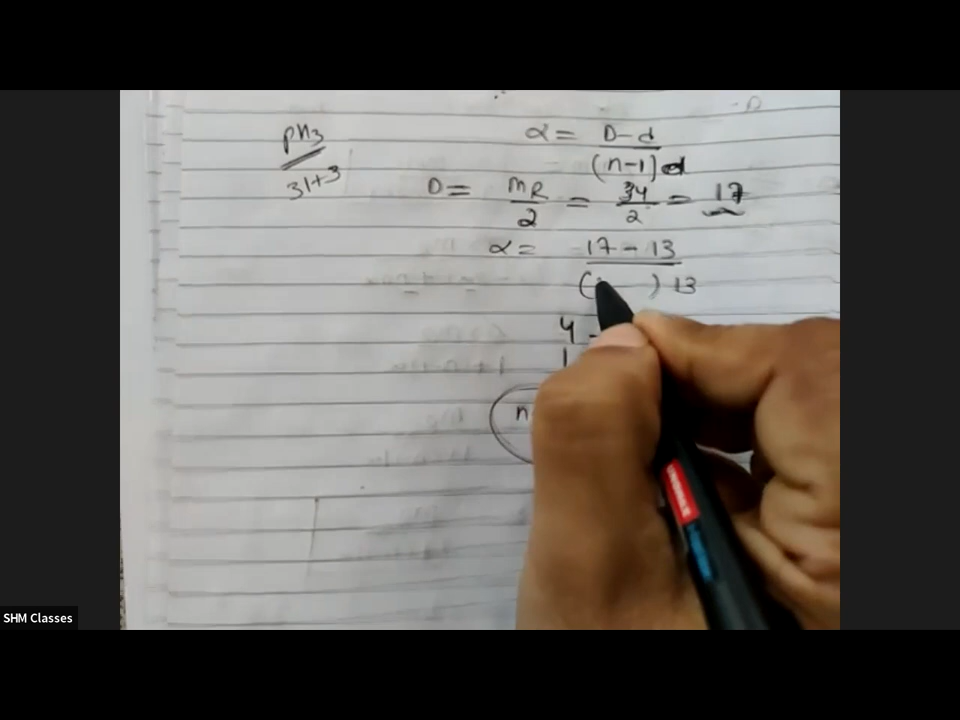 PH3
31+3
α = D-d
(n-1)d
D = MR/2 = 34/2 = 17
α = 17-13
( ) 13
4
1
n
SHM Classes